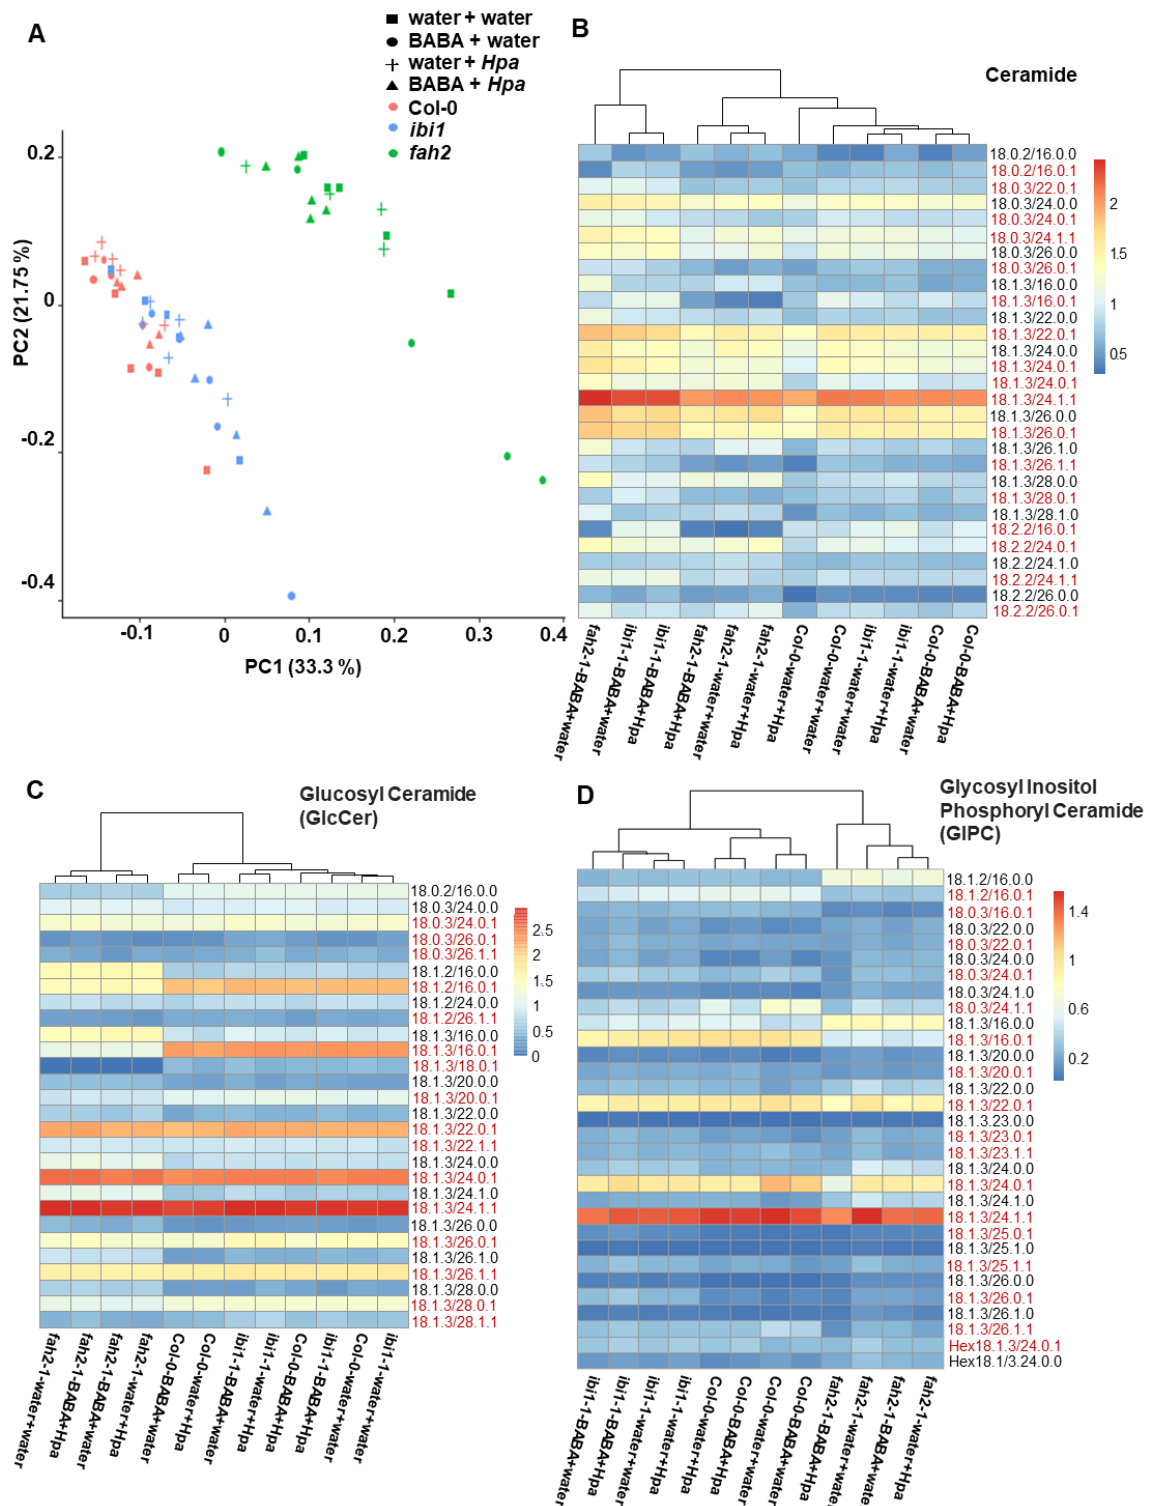 A
water + water
BABA + water
water + Hpa
BABA + Hpa
Col-0
ibi1
fah2
0.2
0
-0.2
-0.4
PC2 (21.75 %)
-0.1
0
0.1
0.2
0.3
0.4
PC1 (33.3 %)
B
Ceramide
18.0.2/16.0.0
18.0.2/16.0.1
18.0.3/22.0.1
18.0.3/24.0.0
18.0.3/24.0.1
18.0.3/24.1.1
18.0.3/26.0.0
18.0.3/26.0.1
18.1.3/16.0.0
18.1.3/16.0.1
18.1.3/22.0.0
18.1.3/22.0.1
18.1.3/24.0.0
18.1.3/24.0.1
18.1.3/24.0.1
18.1.3/24.1.1
18.1.3/26.0.0
18.1.3/26.0.1
18.1.3/26.1.0
18.1.3/26.1.1
18.1.3/28.0.0
18.1.3/28.0.1
18.1.3/28.1.0
18.2.2/16.0.1
18.2.2/24.0.1
18.2.2/24.1.0
18.2.2/24.1.1
18.2.2/26.0.0
18.2.2/26.0.1
2
1.5
1
0.5
fah2-1-BABA+water
ibi1-1-BABA+water
ibi1-1-BABA+Hpa
fah2-1-BABA+Hpa
fah2-1-water+water
fah2-1-water+Hpa
Col-0-water+Hpa
Col-0-water+water
ibi1-1-water+water
ibi1-1-water+Hpa
Col-0-BABA+water
Col-0-BABA+Hpa
C
Glucosyl Ceramide
(GlcCer)
18.0.2/16.0.0
18.0.3/24.0.0
18.0.3/24.0.1
18.0.3/26.0.1
18.0.3/26.1.1
18.1.2/16.0.0
18.1.2/16.0.1
18.1.2/24.0.0
18.1.2/26.1.1
18.1.3/16.0.0
18.1.3/16.0.1
18.1.3/18.0.1
18.1.3/20.0.0
18.1.3/20.0.1
18.1.3/22.0.0
18.1.3/22.0.1
18.1.3/22.1.1
18.1.3/24.0.0
18.1.3/24.0.1
18.1.3/24.1.0
18.1.3/24.1.1
18.1.3/26.0.0
18.1.3/26.0.1
18.1.3/26.1.0
18.1.3/26.1.1
18.1.3/28.0.0
18.1.3/28.0.1
18.1.3/28.1.1
2.5
2
1.5
1
0.5
0
fah2-1-water+water
fah2-1-BABA+Hpa
fah2-1-BABA+water
fah2-1-water+Hpa
Col-0-BABA+water
Col-0-water+Hpa
ibi1-1-BABA+water
ibi1-1-water+Hpa
Col-0-BABA+Hpa
ibi1-1-BABA+Hpa
Col-0-water+water
ibi1-1-water+water
D
Glycosyl Inositol
Phosphoryl Ceramide
(GIPC)
18.1.2/16.0.0
18.1.2/16.0.1
18.0.3/16.0.1
18.0.3/22.0.0
18.0.3/22.0.1
18.0.3/24.0.0
18.0.3/24.0.1
18.0.3/24.1.0
18.0.3/24.1.1
18.1.3/16.0.0
18.1.3/16.0.1
18.1.3/20.0.0
18.1.3/20.0.1
18.1.3/22.0.0
18.1.3/22.0.1
18.1.3/23.0.0
18.1.3/23.0.1
18.1.3/23.1.1
18.1.3/24.0.0
18.1.3/24.0.1
18.1.3/24.1.0
18.1.3/24.1.1
18.1.3/25.0.1
18.1.3/25.1.0
18.1.3/25.1.1
18.1.3/26.0.0
18.1.3/26.0.1
18.1.3/26.1.0
18.1.3/26.1.1
Hex18.1.3/24.0.1
Hex18.1/3.24.0.0
1.4
1
0.6
0.2
ibi1-1-BABA+water
ibi1-1-BABA+Hpa
ibi1-1-water+water
ibi1-1-water+Hpa
Col-0-water+Hpa
Col-0-BABA+Hpa
Col-0-water+water
Col-0-BABA+water
fah2-1-BABA+Hpa
fah2-1-water+water
fah2-1-BABA+water
fah2-1-water+Hpa